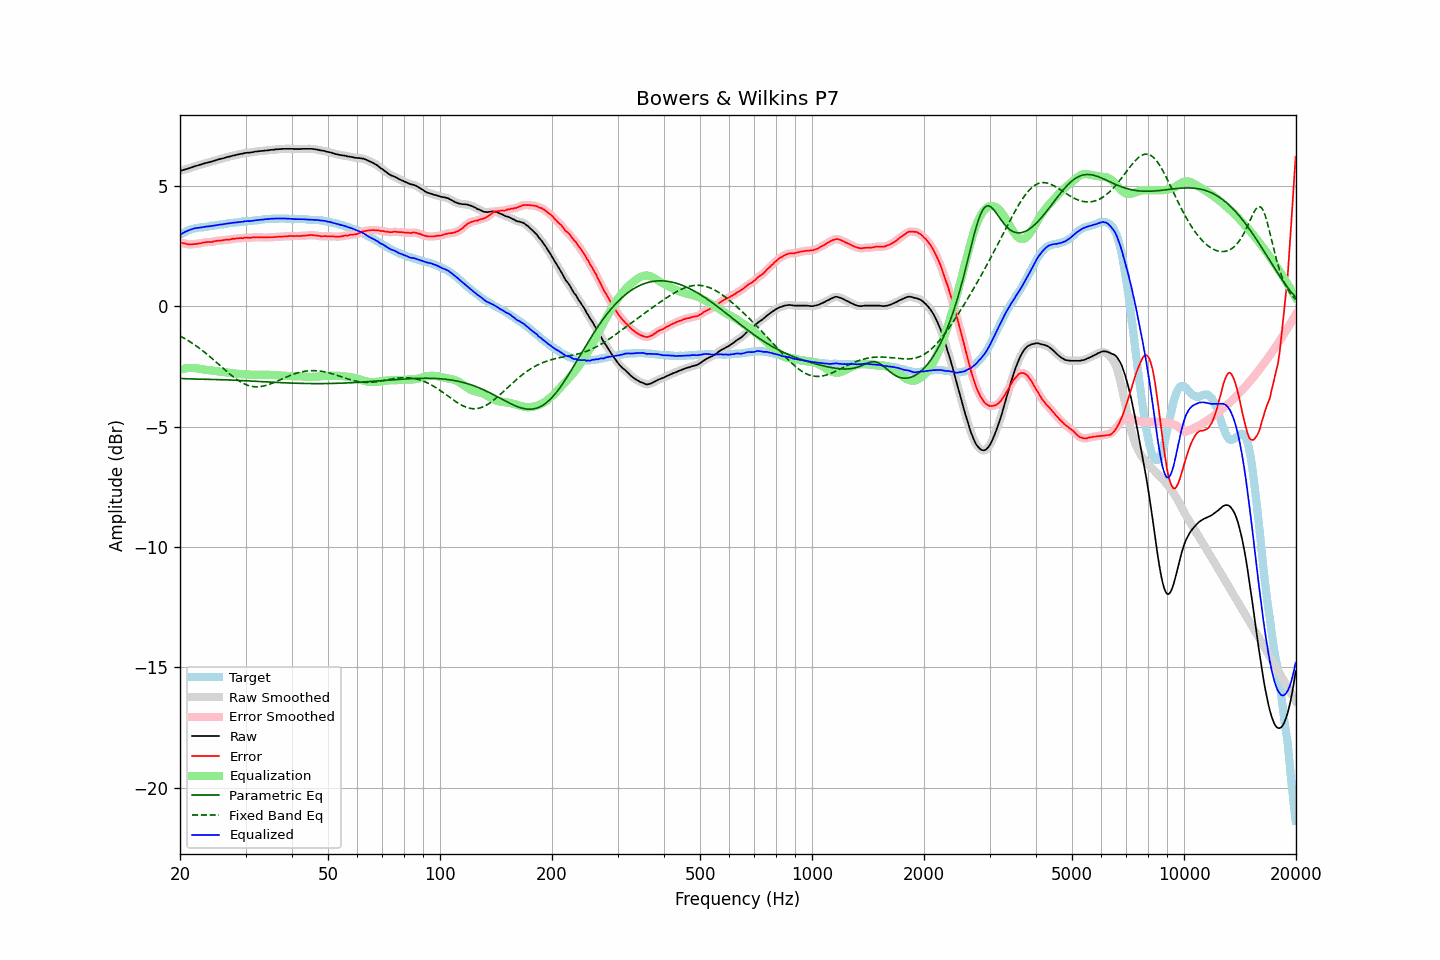 Bowers & Wilkins P7
Amplitude (dBr)
5
0
−5
−10
−15
−20
Target
Raw Smoothed
Error Smoothed
Raw
Error
Equalization
Parametric Eq
Fixed Band Eq
Equalized
20 50 100 200 500 1000 2000 5000 10000 20000
Frequency (Hz)